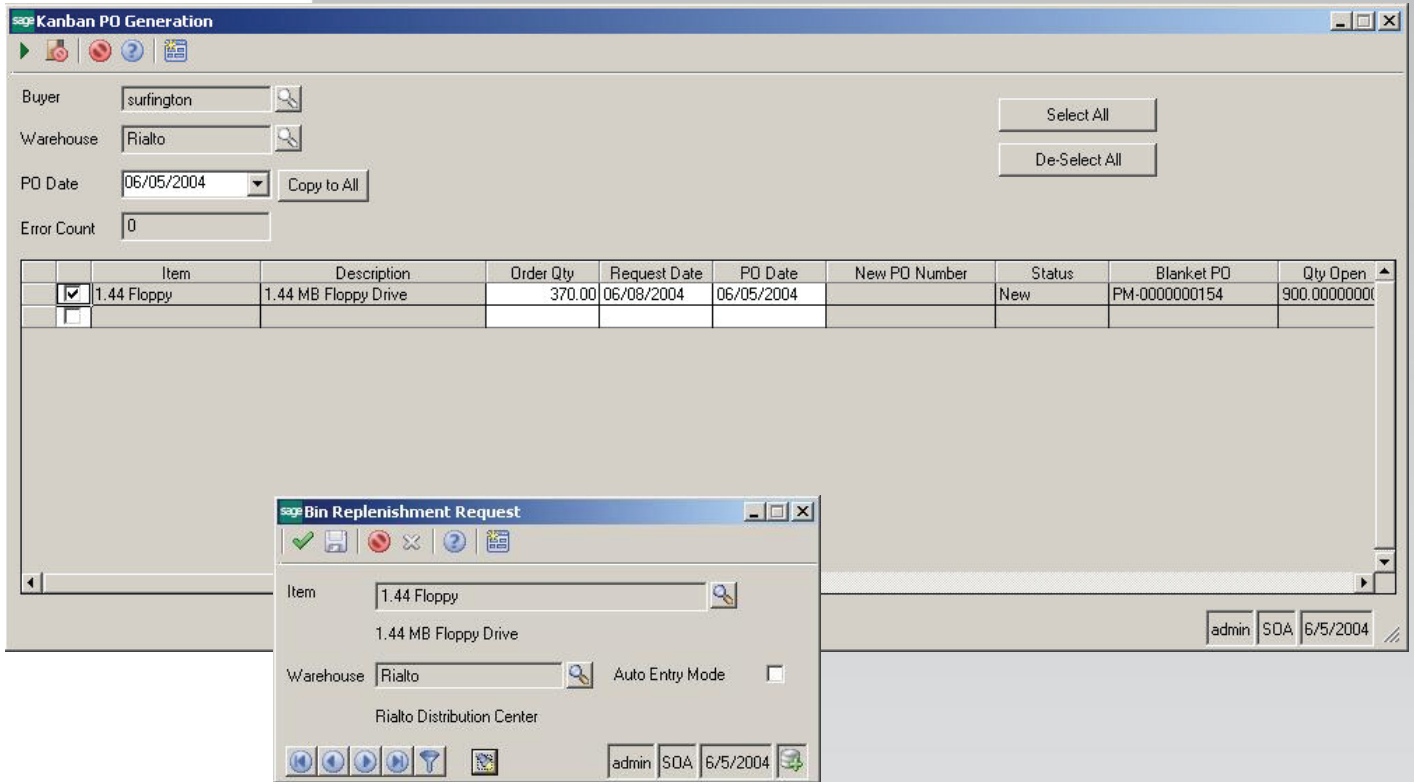 sage Kanban PO Generation
Buyer surfington
Select All
Warehouse Rialto
De-Select All
PO Date 06/05/2004 Copy to All
Error Count 0
Item Description Order Qty Request Date PO Date New PO Number Status Blanket PO Qty Open
1.44 Floppy 1.44 MB Floppy Drive 370.00 06/08/2004 06/05/2004 New PM-0000000154 900.00000000
sage Bin Replenishment Request
Item 1.44 Floppy
1.44 MB Floppy Drive
admin SOA 6/5/2004
Warehouse Rialto Auto Entry Mode
Rialto Distribution Center
admin SOA 6/5/2004